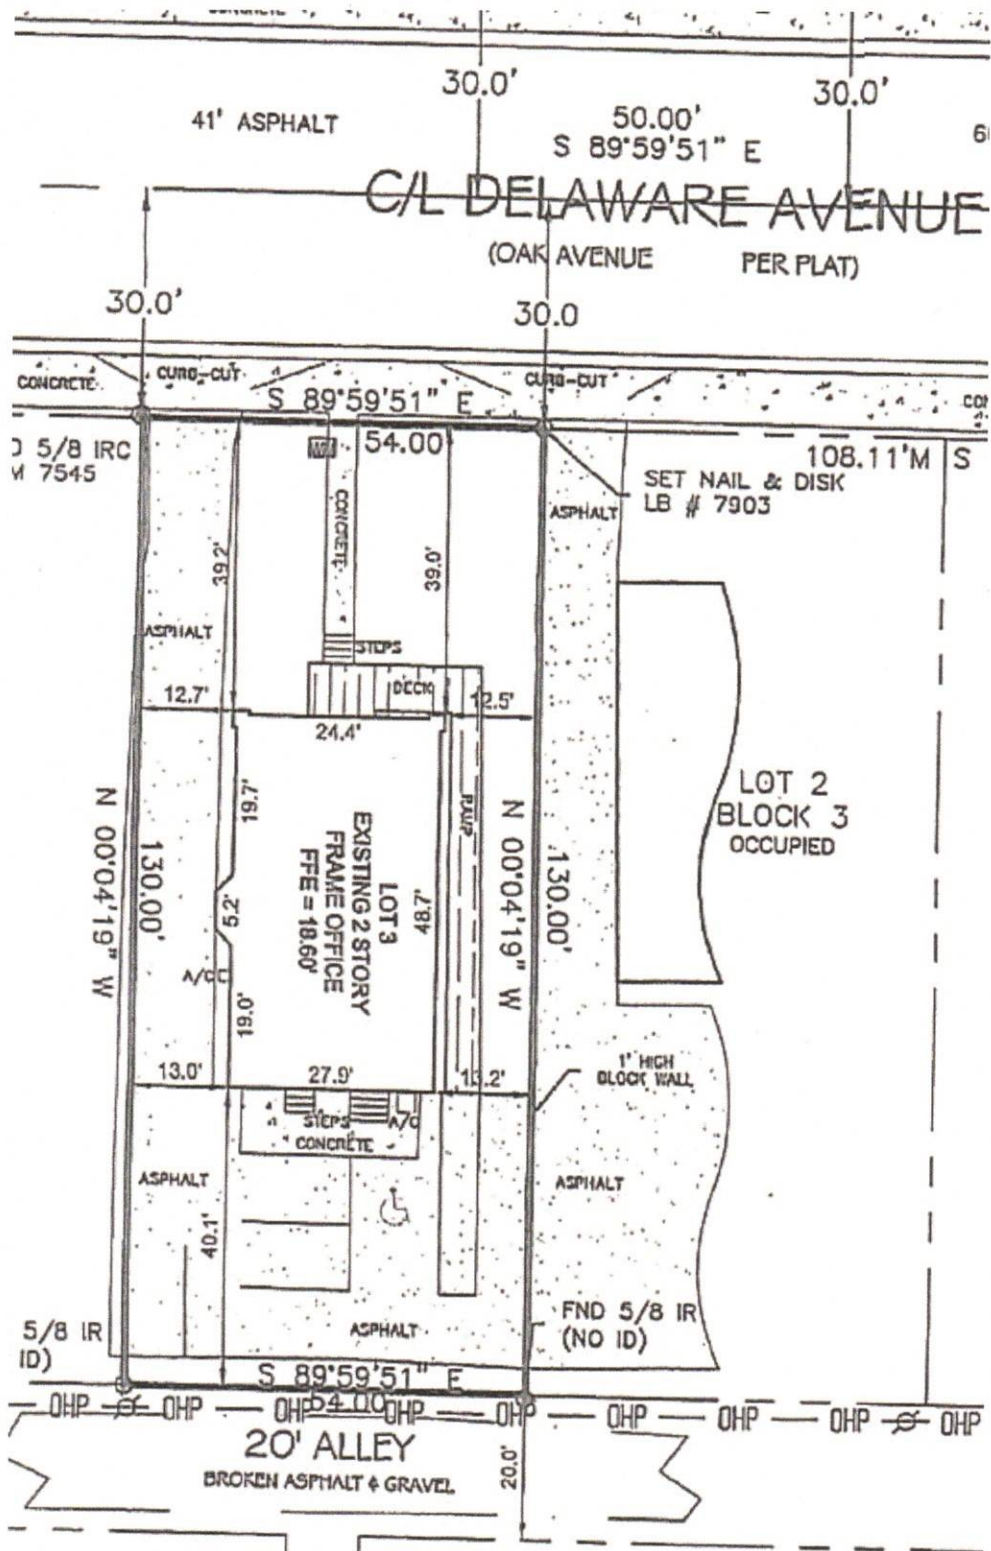 30.0'
30.0'
41' ASPHALT
50.00'
S 89°59'51" E
C/L DELAWARE AVENUE
(OAK AVENUE PER PLAT)
30.0'
30.0
CONCRETE
CURB-CUT
CURB-CUT
S 89°59'51" E
54.00
5/8 IRC
7545
108.11'M
S
SET NAIL & DISK
LB # 7903
ASPHALT
CONCRETE
39.2'
39.0'
ASPHALT
STEPS
DECK
12.7'
12.5'
24.4'
19.7'
RAMP
LOT 2
BLOCK 3
OCCUPIED
N 00°04'19" W
130.00'
5.2'
LOT 3
EXISTING 2 STORY
FRAME OFFICE
FFE = 18.60'
48.7'
N 00°04'19" W
130.00'
19.0'
13.0'
27.9'
13.2'
1' HIGH
BLOCK WALL
STEPS
A/C
CONCRETE
ASPHALT
ASPHALT
40.1'
5/8 IR
ID)
ASPHALT
FND 5/8 IR
(NO ID)
S 89°59'51" E
54.00
OHP OHP OHP OHP OHP OHP OHP OHP OHP
20' ALLEY
BROKEN ASPHALT & GRAVEL
20.0'